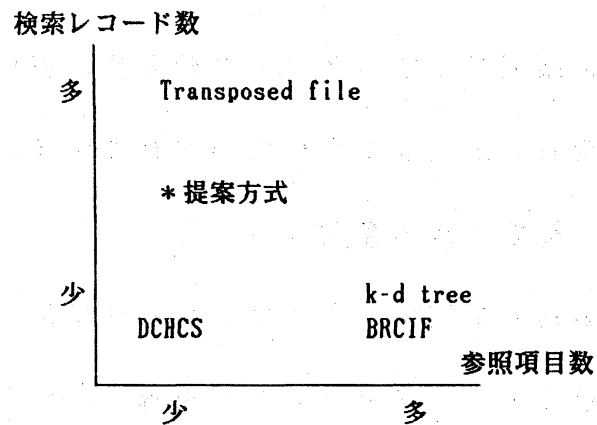 検索レコード数
多
Transposed file
*提案方式
少
k-d tree
DCHCS
BRCIF
参照項目数
少
多